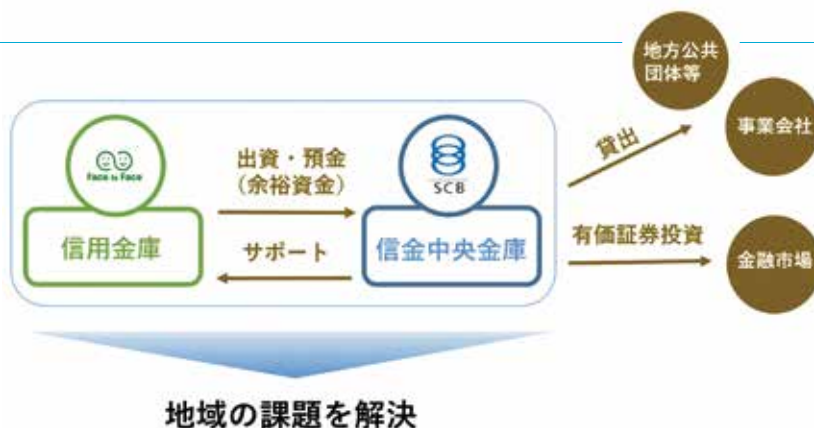 地方公共
団体等
事業会社
貸出
Face to Face
出資・預金
(余裕資金)
SCB
信用金庫
サポート
信金中央金庫
有価証券投資
金融市場
地域の課題を解決